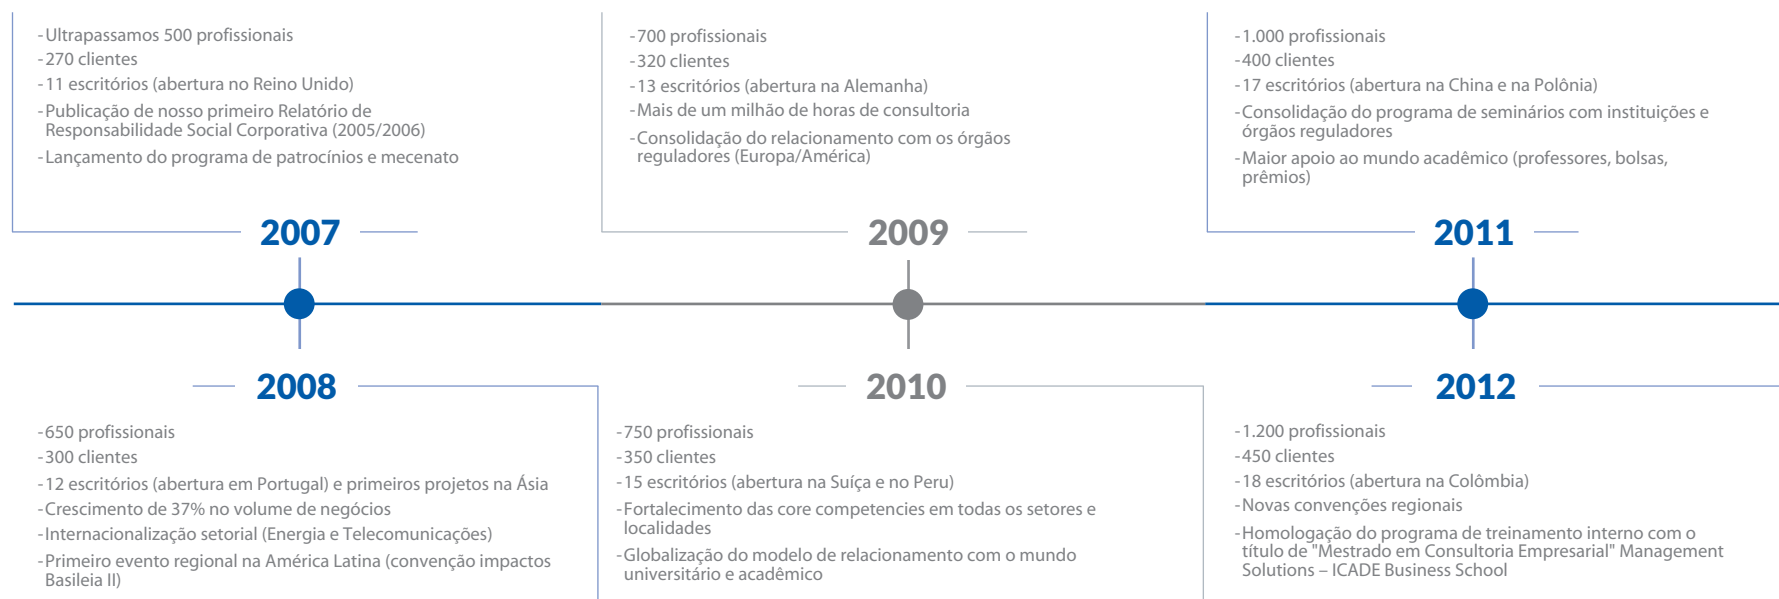 -Ultrapassamos 500 profissionais
-270 clientes
-11 escritórios (abertura no Reino Unido)
-Publicação de nosso primeiro Relatório de
Responsabilidade Social Corporativa (2005/2006)
-Lançamento do programa de patrocínios e mecenato
2007
-700 profissionais
-320 clientes
-13 escritórios (abertura na Alemanha)
-Mais de um milhão de horas de consultoria
-Consolidação do relacionamento com os órgãos
reguladores (Europa/América)
2009
-1.000 profissionais
-400 clientes
-17 escritórios (abertura na China e na Polônia)
-Consolidação do programa de seminários com instituições e
órgãos reguladores
-Maior apoio ao mundo acadêmico (professores, bolsas,
prêmios)
2011
2008
-650 profissionais
-300 clientes
-12 escritórios (abertura em Portugal) e primeiros projetos na Ásia
-Crescimento de 37% no volume de negócios
-Internacionalização setorial (Energia e Telecomunicações)
-Primeiro evento regional na América Latina (convenção impactos
Basileia II)
2010
-750 profissionais
-350 clientes
-15 escritórios (abertura na Suíça e no Peru)
-Fortalecimento das core competencies em todas os setores e
localidades
-Globalização do modelo de relacionamento com o mundo
universitário e acadêmico
2012
-1.200 profissionais
-450 clientes
-18 escritórios (abertura na Colômbia)
-Novas convenções regionais
-Homologação do programa de treinamento interno com o
título de "Mestrado em Consultoria Empresarial" Management
Solutions – ICADE Business School